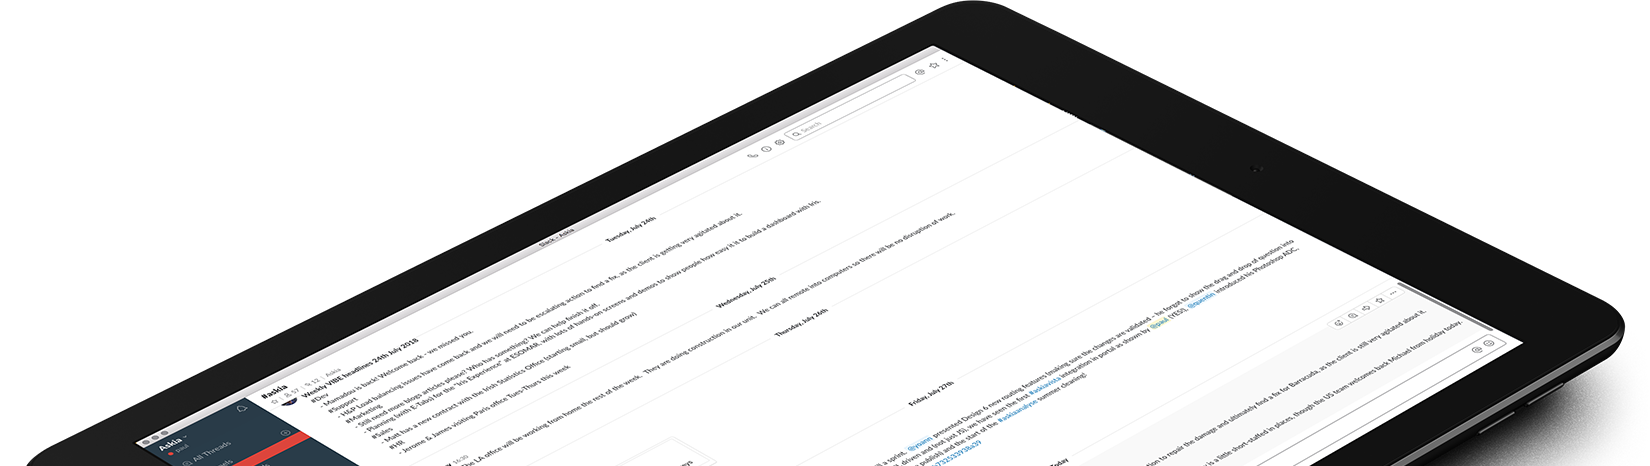 Slack - Askia
Askia
paul
All Threads
#askia
57 | 12 | Askia
Search
Weekly VIBE headlines 24th July 2018
#Dev
- Mamadou is back! Welcome back - we missed you.
#Support
- H&P Load balancing issues have come back and we will need to be escalating action to find a fix, as the client is getting very agitated about it.
#Marketing
- Still need more blogs articles please! Who has something? We can help finish it off.
- Planning (with E-Tabs) for the "Iris Experience" at ESOMAR, with lots of hands-on screens and demos to show people how easy it it to build a dashboard with Iris.
#Sales
- Matt has a new contract with the Irish Statistics Office (starting small, but should grow)
#HR
- Jerome & James visiting Paris office Tues-Thurs this week
Tuesday, July 24th
Wednesday, July 25th
16:30
The LA office will be working from home the rest of the week. They are doing construction in our unit. We can all remote into computers so there will be no disruption of work.
Thursday, July 26th
Friday, July 27th
a sprint. presented Design 6 new routing features (making sure the changes are validated - he forgot to show the drag and drop of question into
driven and (not just JS), we have seen the first #askiavista integration in portal as shown by @paul (YES!). @quentin introduced his Photoshop ADC.
publish) and the start of the #askiaanalyse summer clearing!
Today
to repair the damage and ultimately find a fix for Barracuda, as the client is still very agitated about it.
is a little short-staffed in places, though the US team welcomes back Michael from holiday today.